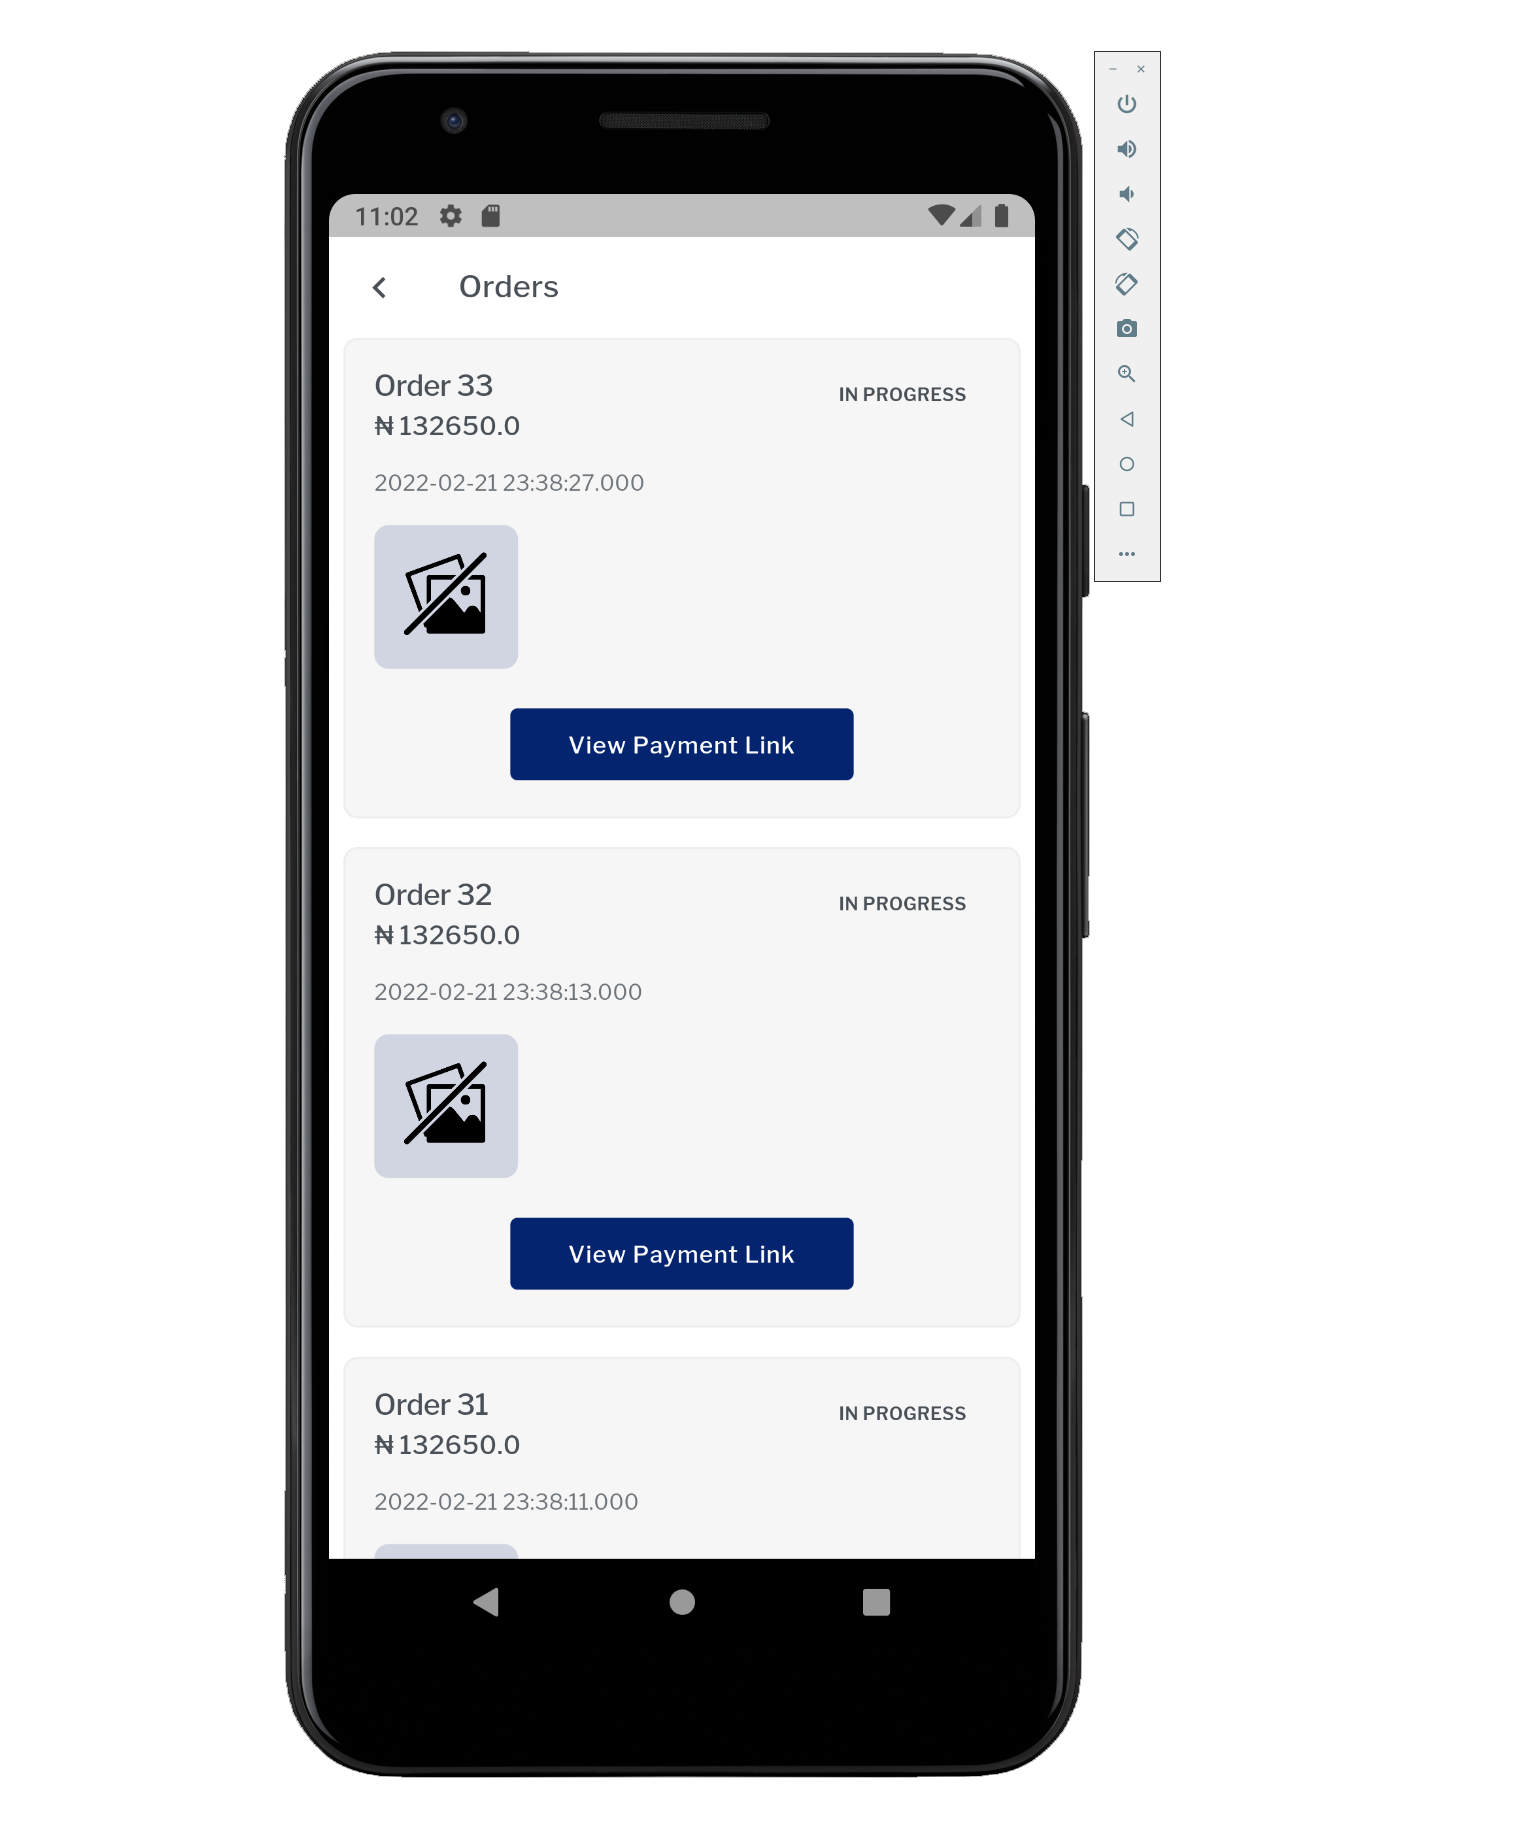 11:02
Orders
Order 33
IN PROGRESS
₦ 132650.0
2022-02-21 23:38:27.000
View Payment Link
Order 32
IN PROGRESS
₦ 132650.0
2022-02-21 23:38:13.000
View Payment Link
Order 31
IN PROGRESS
₦ 132650.0
2022-02-21 23:38:11.000